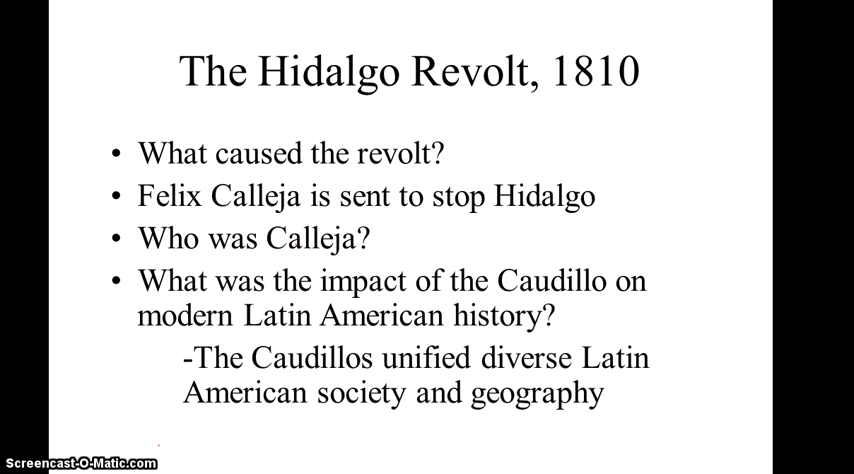 The Hidalgo Revolt, 1810
• What caused the revolt?
• Felix Calleja is sent to stop Hidalgo
• Who was Calleja?
• What was the impact of the Caudillo on
modern Latin American history?
-The Caudillos unified diverse Latin
American society and geography
Screencast-O-Matic.com